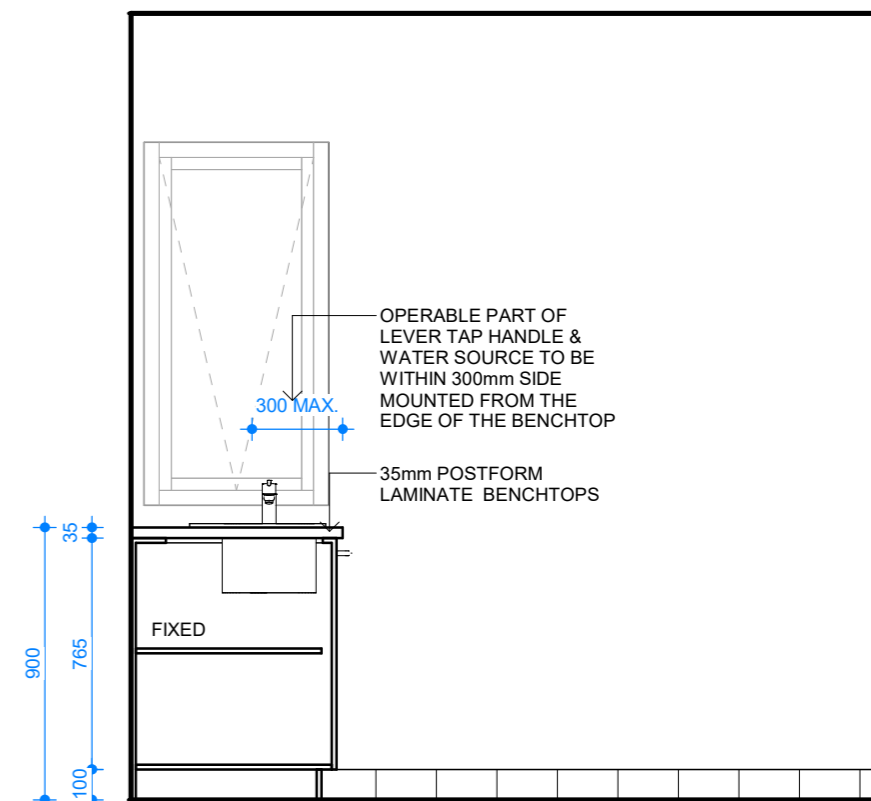 OPERABLE PART OF
LEVER TAP HANDLE &
WATER SOURCE TO BE
WITHIN 300mm SIDE
MOUNTED FROM THE
EDGE OF THE BENCHTOP
300 MAX.
35mm POSTFORM
LAMINATE BENCHTOPS
35
FIXED
765
900
100